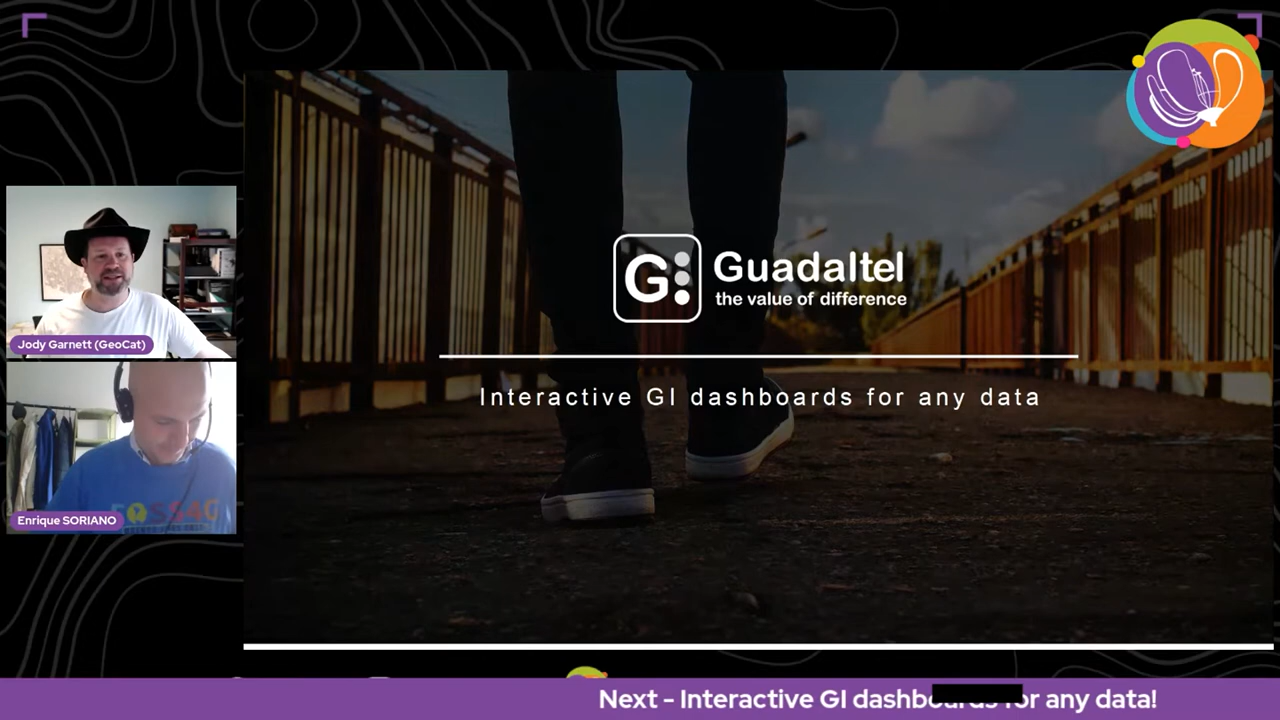 Guadaltel
the value of difference
Interactive GI dashboards for any data
Jody Garnett (GeoCat)
FOSS4G
Enrique SORIANO
Next - Interactive GI any data!